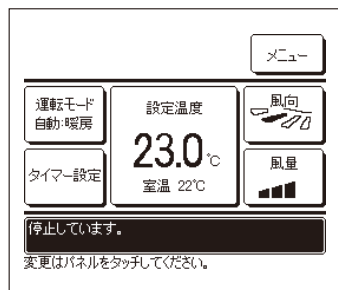 メニュー
運転モード
自動:暖房
設定温度
風向
23.0℃
タイマー設定
室温 22℃
風量
停止しています。
変更はパネルをタッチしてください。